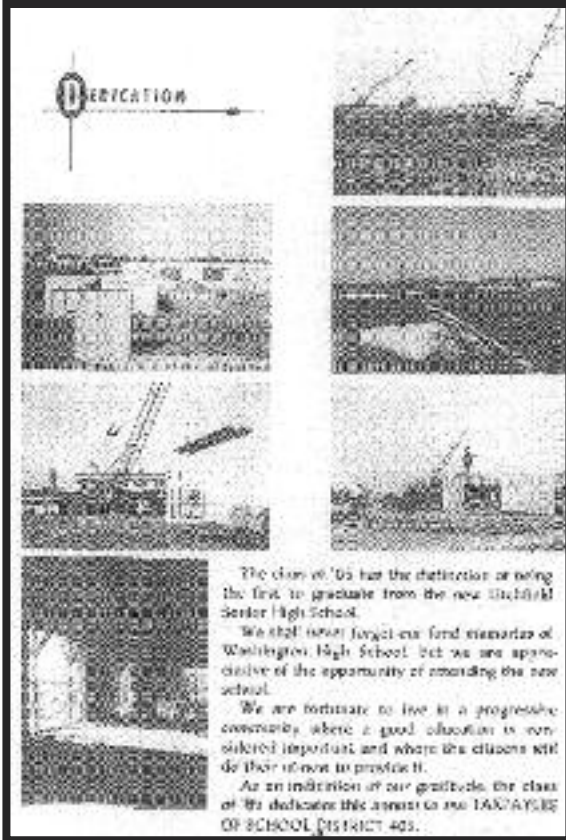 DEDICATION
The class of '65 has the distinction of being
the first to graduate from the new Litchfield
Senior High School.
We shall never forget our fond memories of
Washington High School, but we are appre-
ciative of the opportunity of attending the new
school.
We are fortunate to live in a progressive
community where a good education is con-
sidered important and where the citizens will
do their utmost to provide it.
As an indication of our gratitude, the class
of '65 dedicates this annual to the TAXPAYERS
OF SCHOOL DISTRICT 465.